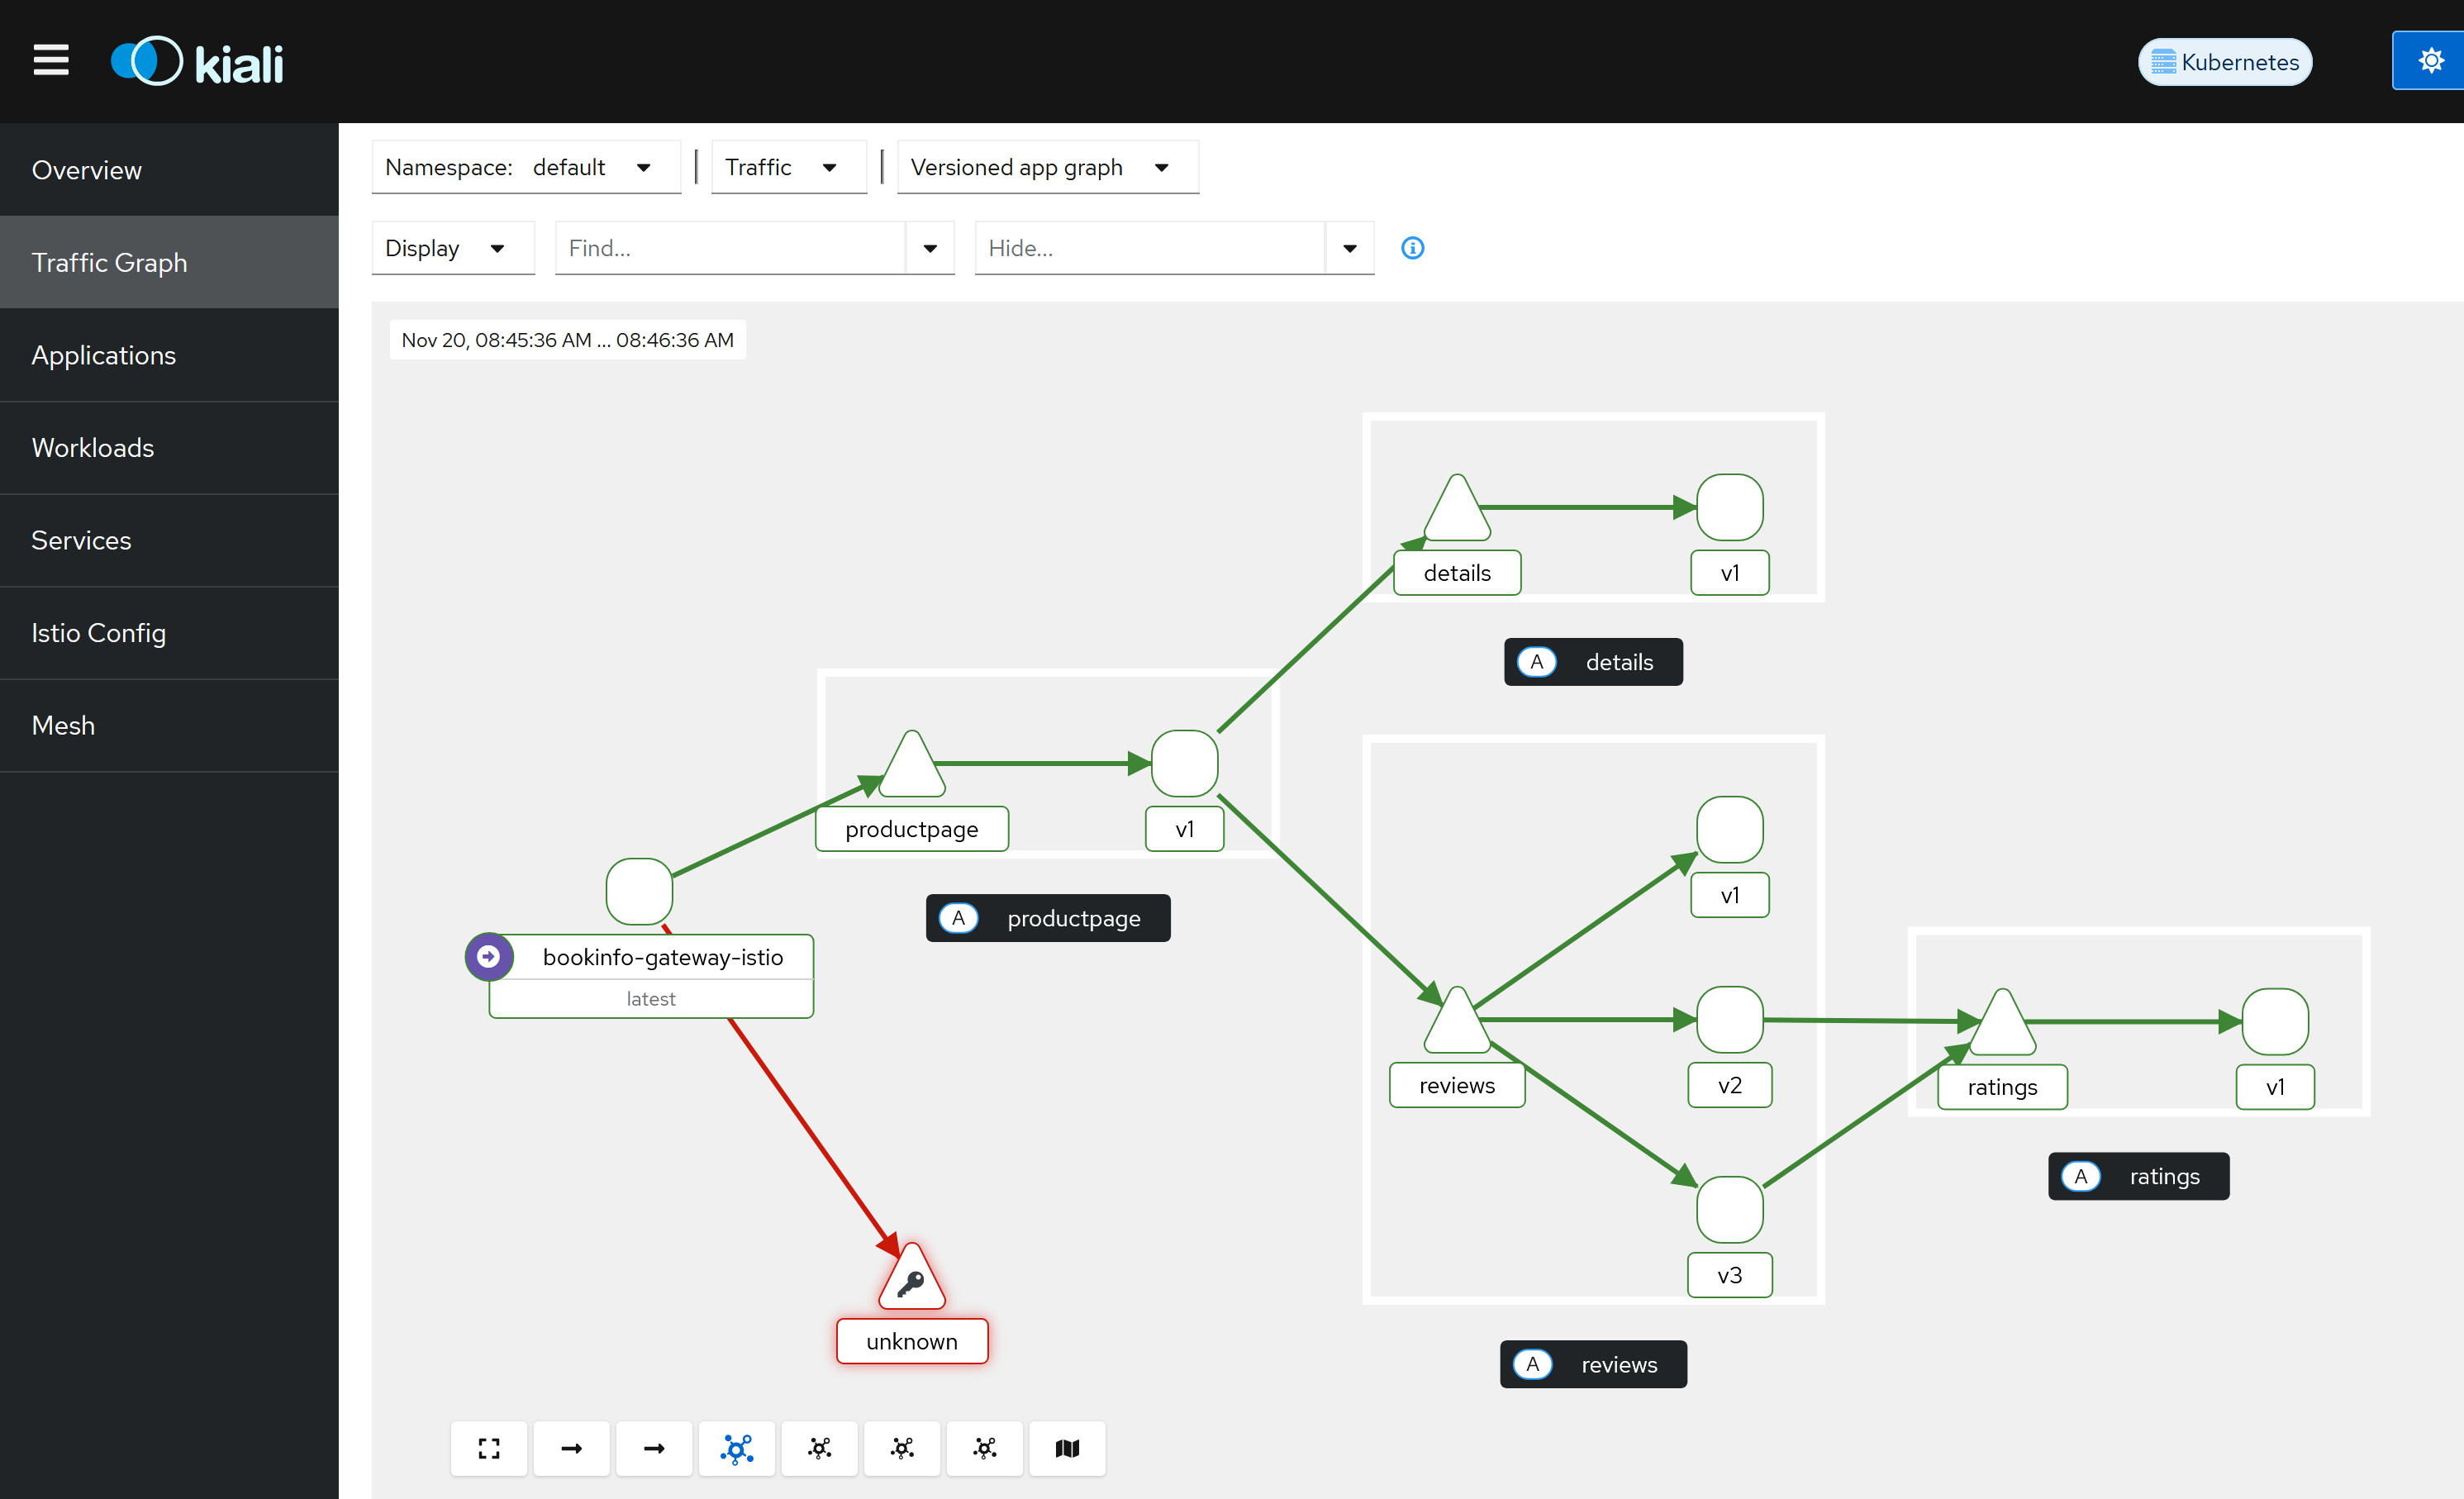 kiali
Kubernetes
Overview
Traffic Graph
Applications
Workloads
Services
Istio Config
Mesh
Namespace: default
Traffic
Versioned app graph
Display
Find...
Hide...
Nov 20, 08:45:36 AM ... 08:46:36 AM
details
v1
A details
productpage
v1
A productpage
bookinfo-gateway-istio
latest
v1
reviews
v2
v3
A reviews
ratings
v1
A ratings
unknown